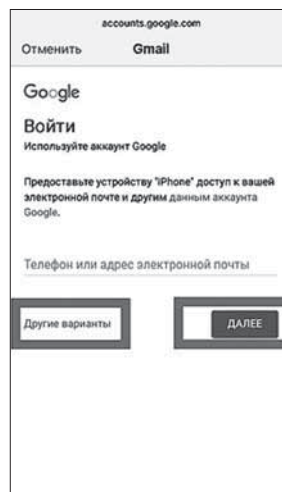 accounts.google.com
Отменить Gmail
Google
Войти
Используйте аккаунт Google
Предоставьте устройству "iPhone" доступ к вашей
электронной почте и другим данным аккаунта
Google.
Телефон или адрес электронной почты
Другие варианты ДАЛЕЕ